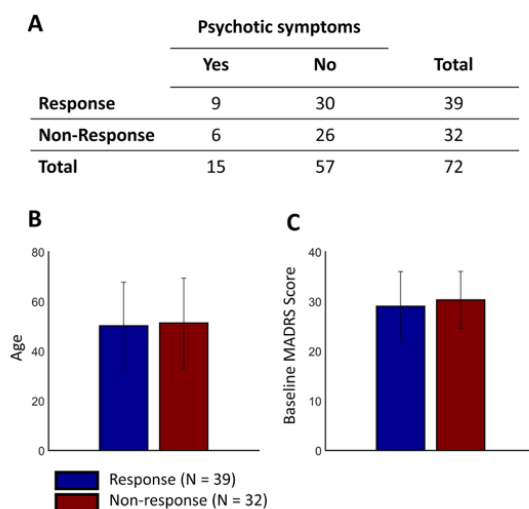 A
Psychotic symptoms
Yes No Total
Response 9 30 39
Non-Response 6 26 32
Total 15 57 72
B
80
60
40
20
0
Age
C
40
30
20
10
0
Baseline MADRS Score
Response (N = 39)
Non-response (N = 32)